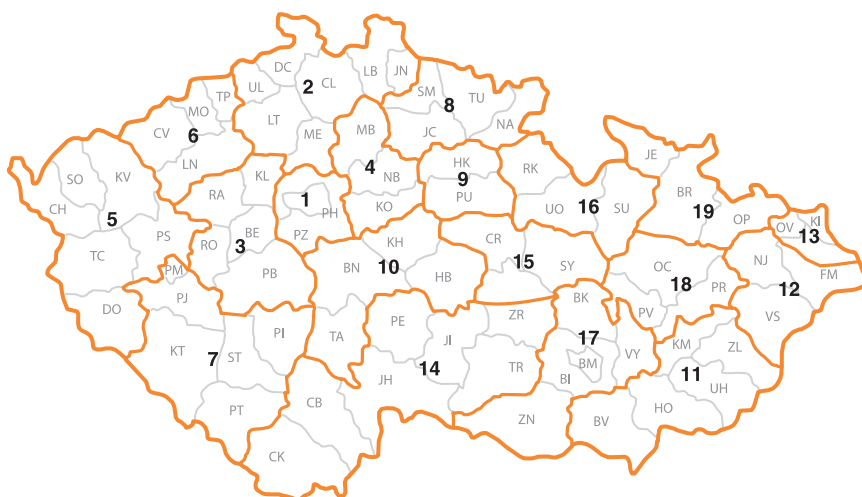 DC
LB
JN
TP
UL
2
CL
SM
TU
MO
8
CV
6
LT
ME
MB
JC
NA
LN
4
HK
RK
JE
SO
KV
KL
NB
9
BR
RA
1
PH
KO
PU
UO
16
SU
19
OP
KI
CH
5
OV
13
PS
RO
BE
3
PZ
KH
CR
TC
PM
PB
BN
10
HB
15
SY
OC
18
NJ
FM
DO
PJ
BK
PR
12
PI
TA
PE
ZR
PV
VS
KT
7
ST
JI
17
KM
ZL
14
TR
BM
VY
11
JH
BI
UH
PT
CB
ZN
BV
HO
CK